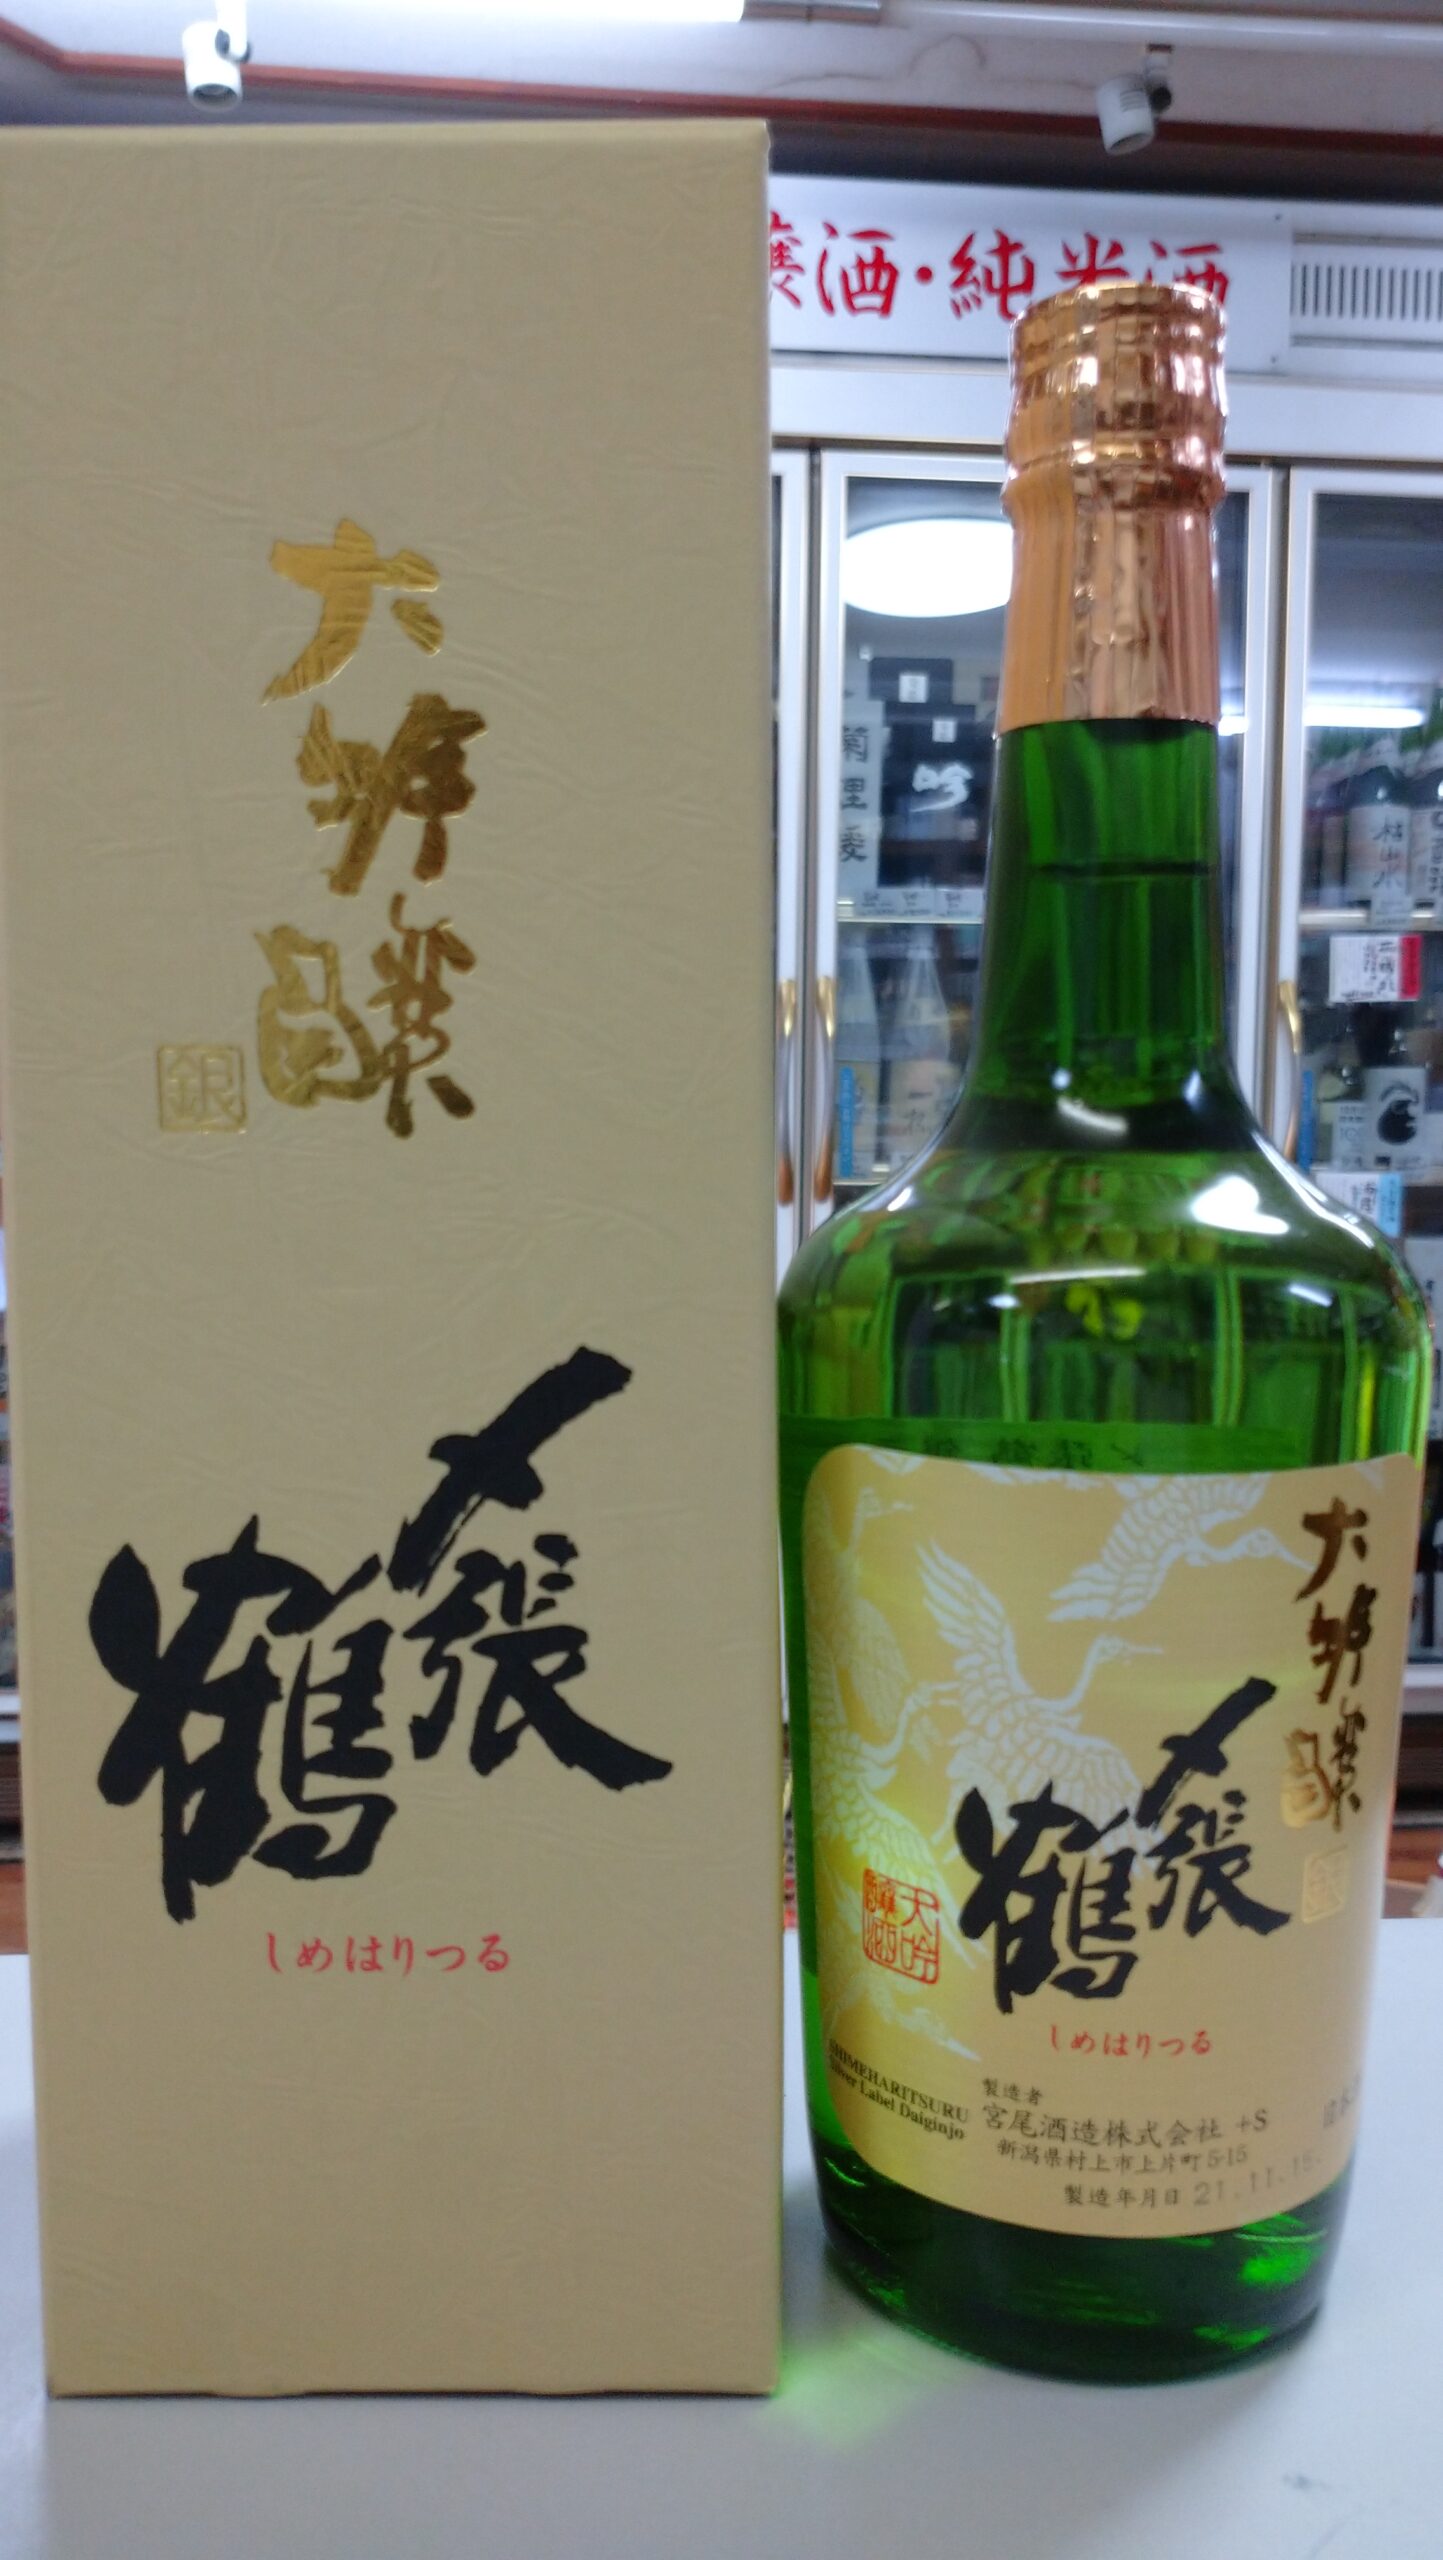 醸酒・純米酒
大吟醸
銀
〆張鶴
しめはりつる
菊理媛
吟
大吟醸
銀
〆張鶴
大吟醸酒
しめはりつる
SHIMEHARITSURU
Silver Label Daiginjo
製造者
宮尾酒造株式会社 +S
新潟県村上市上片町5-15
製造年月日 21.11.15.